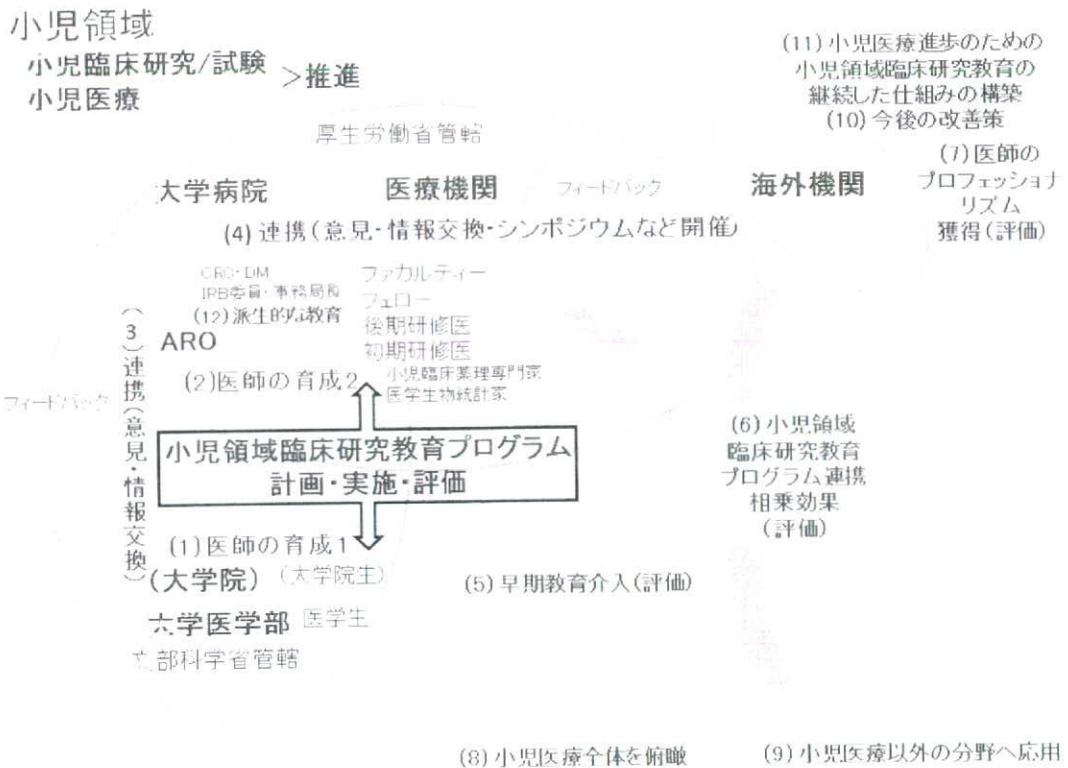 小児領域
小児臨床研究/試験
小児医療
>推進
(11)小児医療進歩のための
小児領域臨床研究教育の
継続した仕組みの構築
(10)今後の改善策
厚生労働省管轄
(7)医師の
プロフェッショナ
リズム
獲得(評価)
大学病院
医療機関
フィードバック
海外機関
(4)連携(意見・情報交換・シンポジウムなど開催)
CRC・DM
IRB委員・事務局員
(12)派生的な教育
ARO
ファカルティー
フェロー
後期研修医
初期研修医
小児臨床薬理専門家
医学生物統計家
(2)医師の育成2
(3)連携(意見・情報交換)
フィードバック
小児領域臨床研究教育プログラム
計画・実施・評価
(6)小児領域
臨床研究教育
プログラム連携
相乗効果
(評価)
(1)医師の育成1
(大学院) (大学院生)
(5)早期教育介入(評価)
大学医学部 医学生
文部科学省管轄
(8)小児医療全体を俯瞰
(9)小児医療以外の分野へ応用